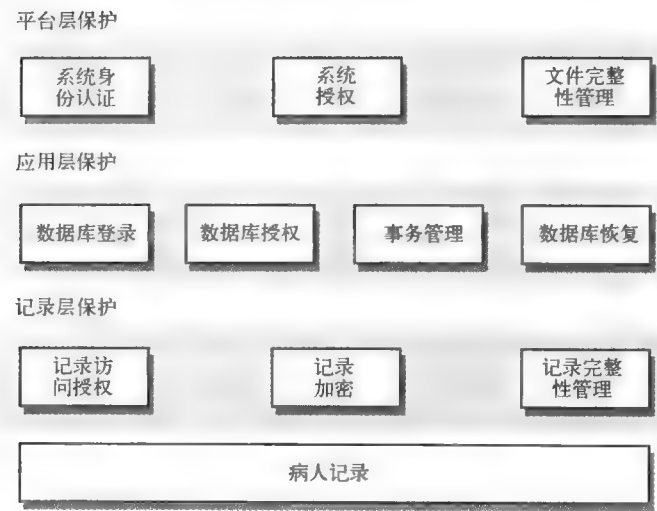 平台层保护
系统身
份认证
系统
授权
文件完整
性管理
应用层保护
数据库登录
数据库授权
事务管理
数据库恢复
记录层保护
记录访
问授权
记录
加密
记录完整
性管理
病人记录